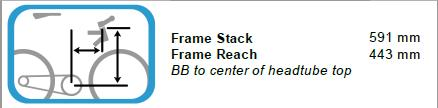 Frame Stack 591 mm
Frame Reach 443 mm
BB to center of headtube top